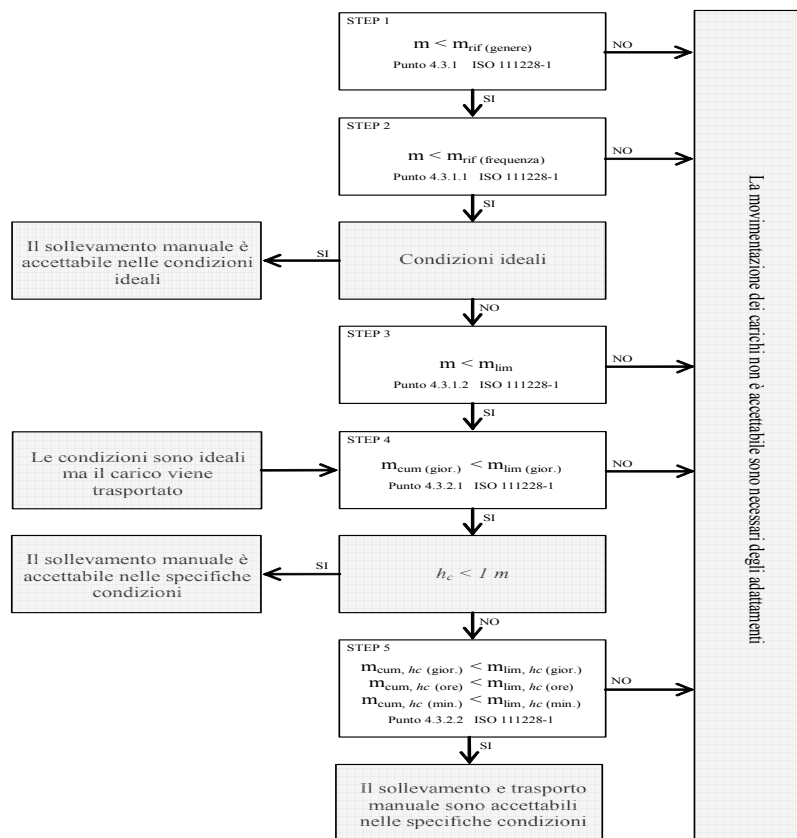 STEP 1
m < mrif (genere)
Punto 4.3.1 ISO 111228-1
NO
SI
STEP 2
m < mrif (frequenza)
Punto 4.3.1.1 ISO 111228-1
NO
SI
Il sollevamento manuale è
accettabile nelle condizioni
ideali
SI
Condizioni ideali
NO
STEP 3
m < mlim
Punto 4.3.1.2 ISO 111228-1
NO
SI
Le condizioni sono ideali
ma il carico viene
trasportato
STEP 4
mcum (gior.) < mlim (gior.)
Punto 4.3.2.1 ISO 111228-1
NO
SI
Il sollevamento manuale è
accettabile nelle specifiche
condizioni
SI
hc < 1 m
NO
STEP 5
mcum, hc (gior.) < mlim, hc (gior.)
mcum, hc (ore) < mlim, hc (ore)
mcum, hc (min.) < mlim, hc (min.)
Punto 4.3.2.2 ISO 111228-1
NO
SI
Il sollevamento e trasporto
manuale sono accettabili
nelle specifiche condizioni
La movimentazione dei carichi non è accettabile sono necessari degli adattamenti